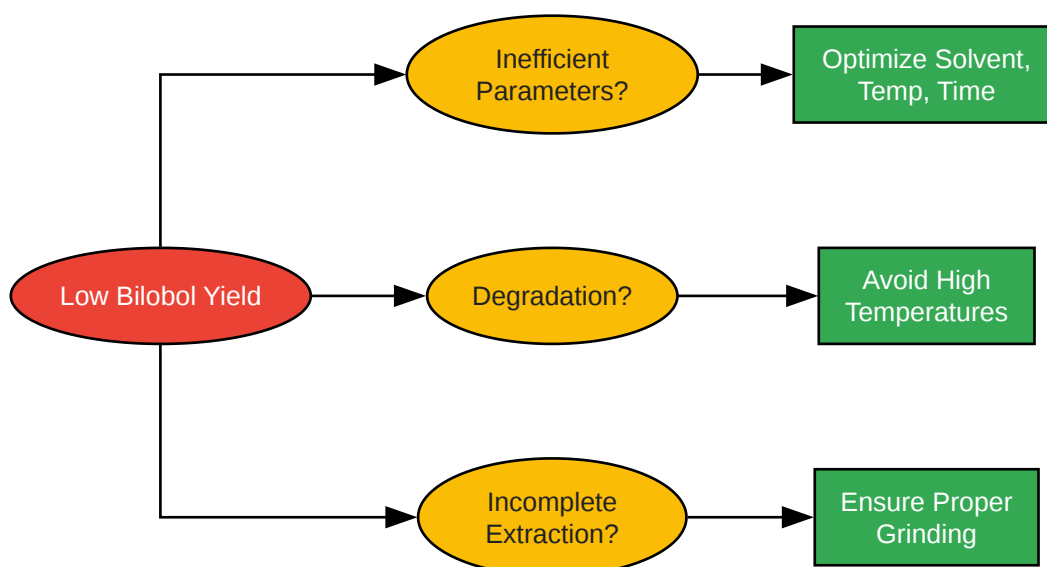 Inefficient
Parameters?
Optimize Solvent,
Temp, Time
Low Bilobol Yield
Degradation?
Avoid High
Temperatures
Incomplete
Extraction?
Ensure Proper
Grinding